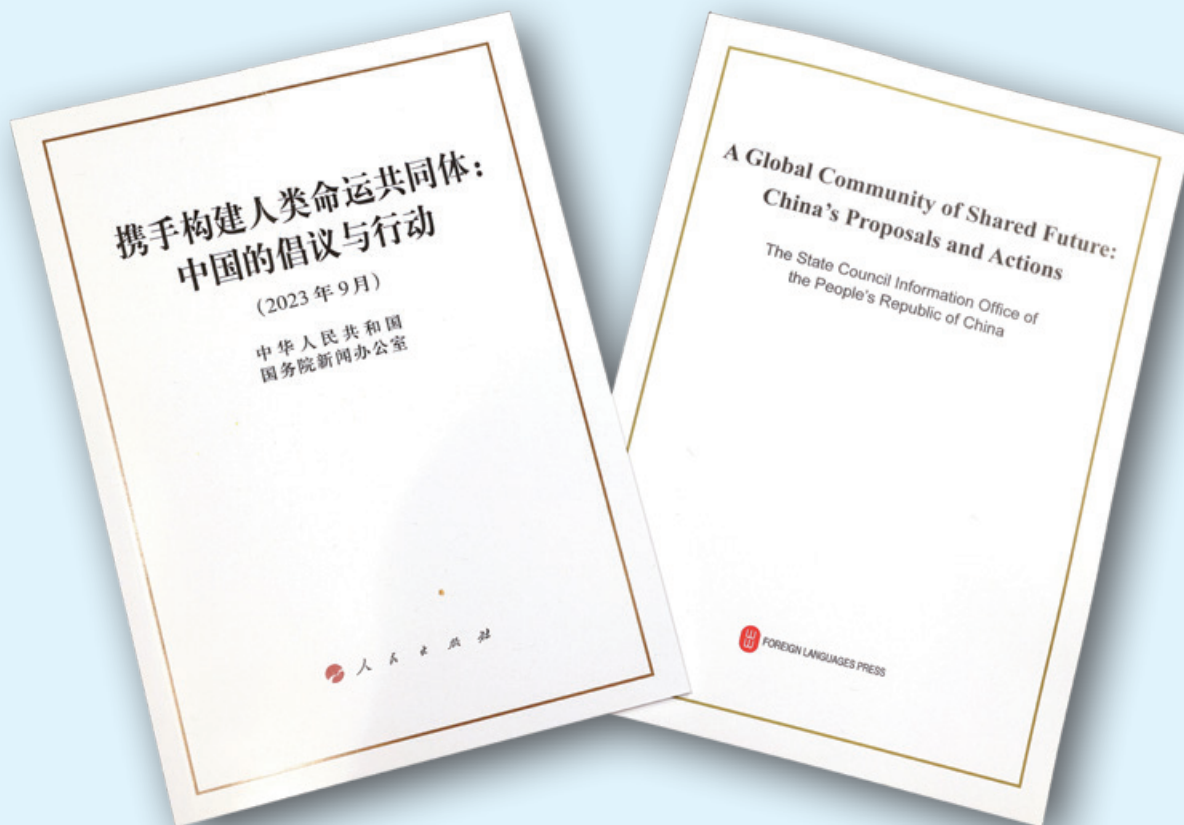 携手构建人类命运共同体：
中国的倡议与行动
（2023年9月）
中华人民共和国
国务院新闻办公室
人民出版社
A Global Community of Shared Future:
China's Proposals and Actions
The State Council Information Office of
the People's Republic of China
FOREIGN LANGUAGES PRESS